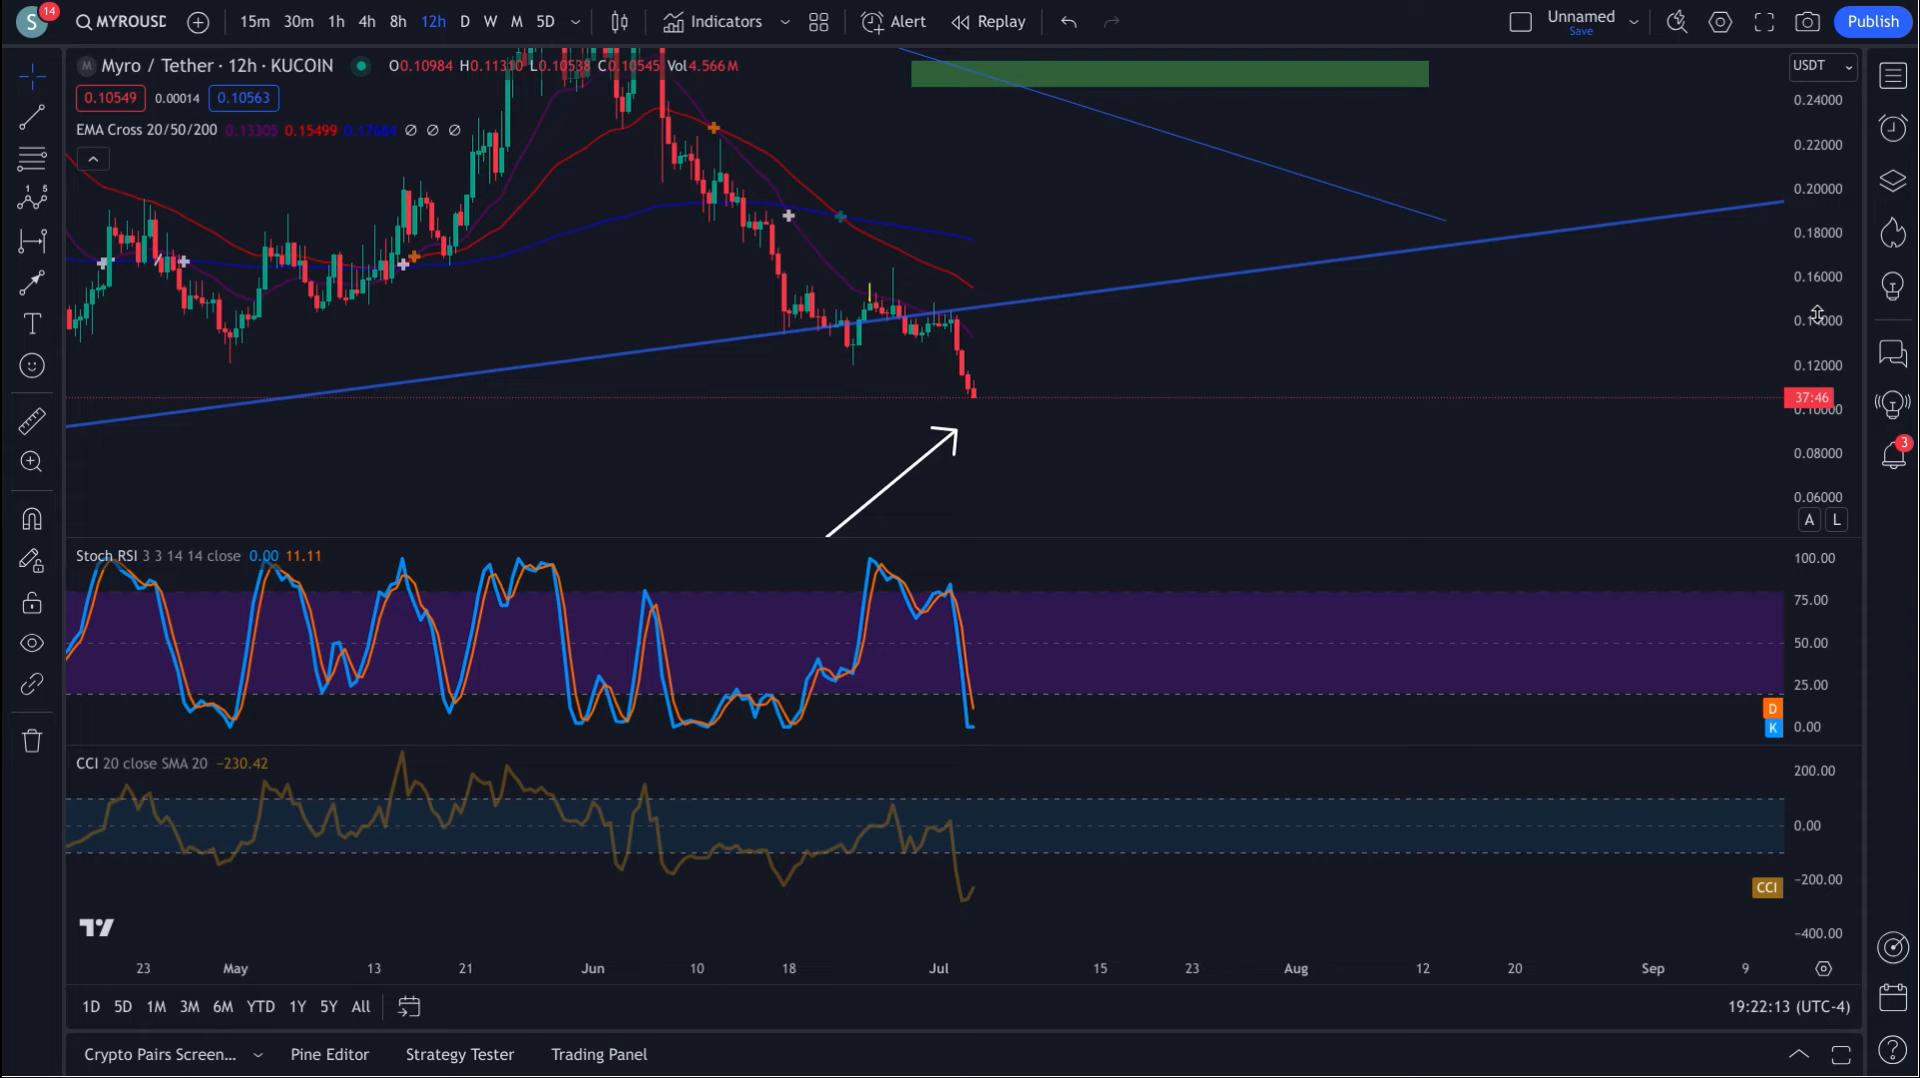 S 14 MYROUSD 15m 30m 1h 4h 8h 12h D W M 5D Indicators Alert Replay Unnamed Save Publish
M Myro / Tether · 12h · KUCOIN O0.10984 H0.11310 L0.10538 C0.10545 Vol4.566M
USDT
0.10549 0.00014 0.10563
EMA Cross 20/50/200 0.13305 0.15499 0.17684 ∅ ∅ ∅
0.24000
0.22000
0.20000
0.18000
0.16000
0.12000
37:46
0.10000
0.08000
0.06000
A L
Stoch RSI 3 3 14 14 close 0.00 11.11
100.00
75.00
50.00
25.00
D
K 0.00
CCI 20 close SMA 20 −230.42
200.00
0.00
CCI −200.00
−400.00
23 May 13 21 Jun 10 18 Jul 15 23 Aug 12 20 Sep 9
1D 5D 1M 3M 6M YTD 1Y 5Y All 19:22:13 (UTC-4)
Crypto Pairs Screen... Pine Editor Strategy Tester Trading Panel
3